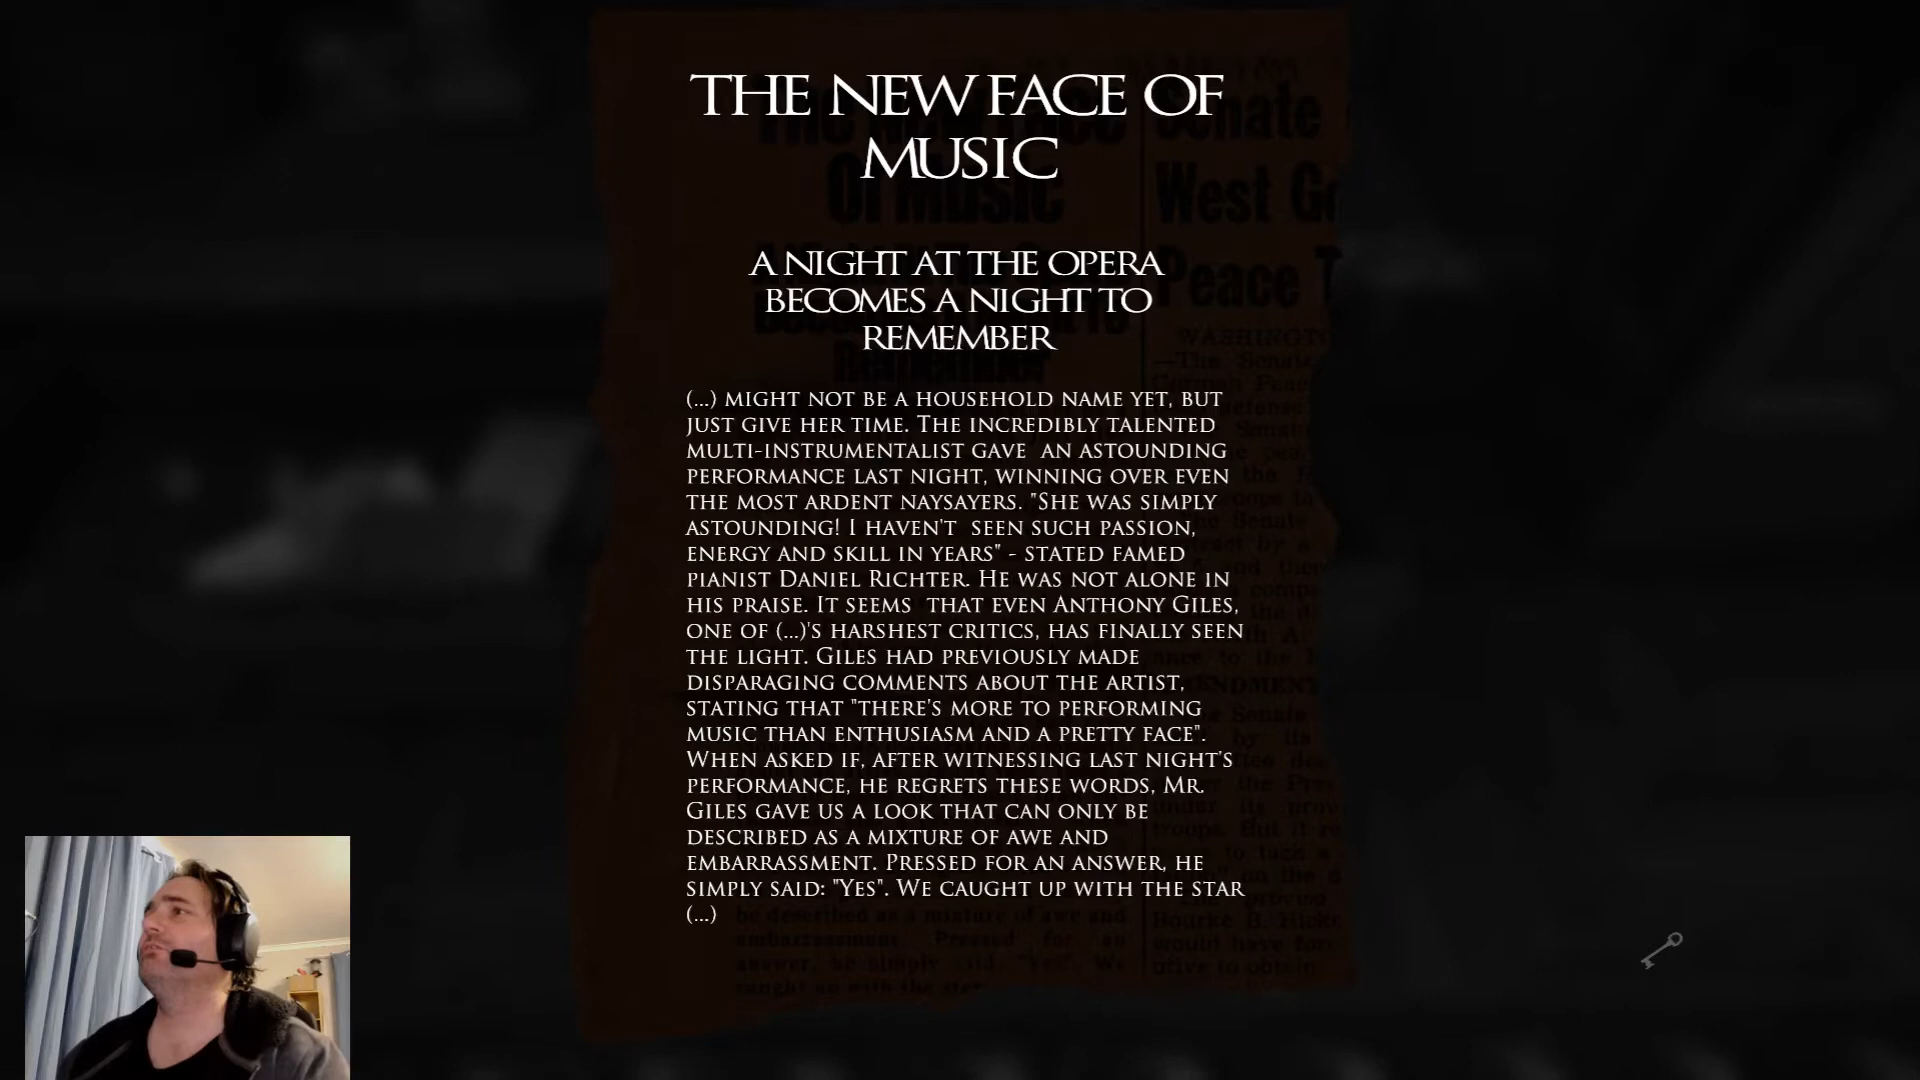 THE NEW FACE OF
MUSIC
A NIGHT AT THE OPERA
BECOMES A NIGHT TO
REMEMBER
(...) MIGHT NOT BE A HOUSEHOLD NAME YET, BUT
JUST GIVE HER TIME. THE INCREDIBLY TALENTED
MULTI-INSTRUMENTALIST GAVE  AN ASTOUNDING
PERFORMANCE LAST NIGHT, WINNING OVER EVEN
THE MOST ARDENT NAYSAYERS. "SHE WAS SIMPLY
ASTOUNDING! I HAVEN'T  SEEN SUCH PASSION,
ENERGY AND SKILL IN YEARS" - STATED FAMED
PIANIST DANIEL RICHTER. HE WAS NOT ALONE IN
HIS PRAISE. IT SEEMS  THAT EVEN ANTHONY GILES,
ONE OF (...)'S HARSHEST CRITICS, HAS FINALLY SEEN
THE LIGHT. GILES HAD PREVIOUSLY MADE
DISPARAGING COMMENTS ABOUT THE ARTIST,
STATING THAT "THERE'S MORE TO PERFORMING
MUSIC THAN ENTHUSIASM AND A PRETTY FACE".
WHEN ASKED IF, AFTER WITNESSING LAST NIGHT'S
PERFORMANCE, HE REGRETS THESE WORDS, MR.
GILES GAVE US A LOOK THAT CAN ONLY BE
DESCRIBED AS A MIXTURE OF AWE AND
EMBARRASSMENT. PRESSED FOR AN ANSWER, HE
SIMPLY SAID: "YES". WE CAUGHT UP WITH THE STAR
(...)
Senate
West
Peace